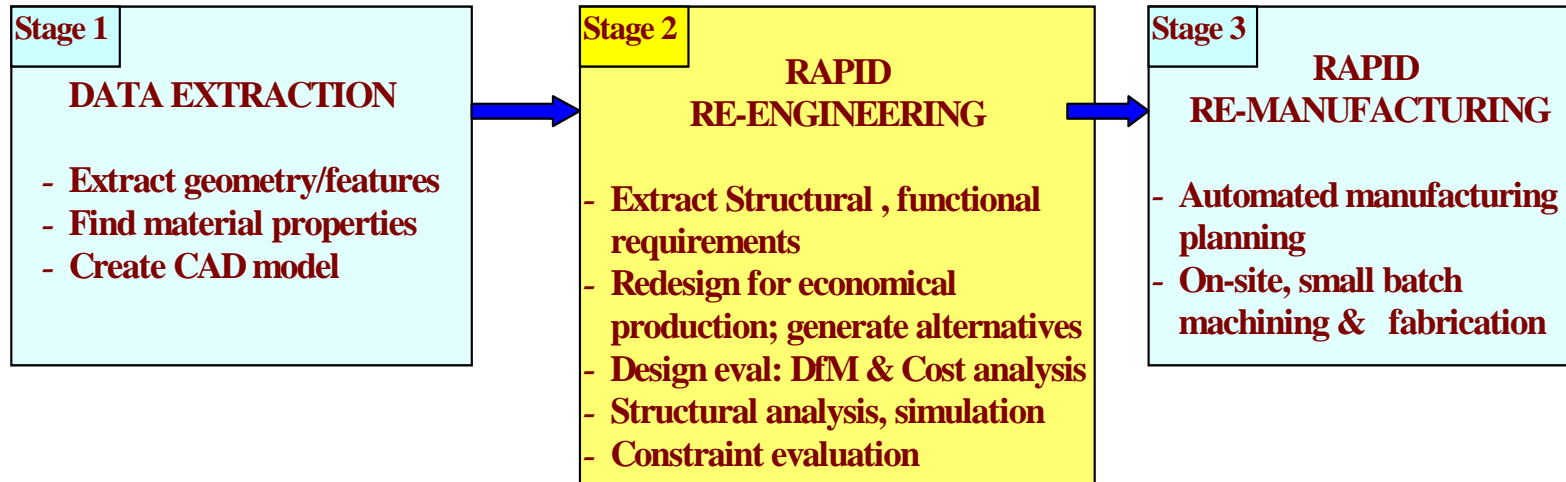 Stage 1
DATA EXTRACTION
- Extract geometry/features
- Find material properties
- Create CAD model
Stage 2
RAPID
RE-ENGINEERING
- Extract Structural , functional
requirements
- Redesign for economical
production; generate alternatives
- Design eval: DfM & Cost analysis
- Structural analysis, simulation
- Constraint evaluation
Stage 3
RAPID
RE-MANUFACTURING
- Automated manufacturing
planning
- On-site, small batch
machining & fabrication